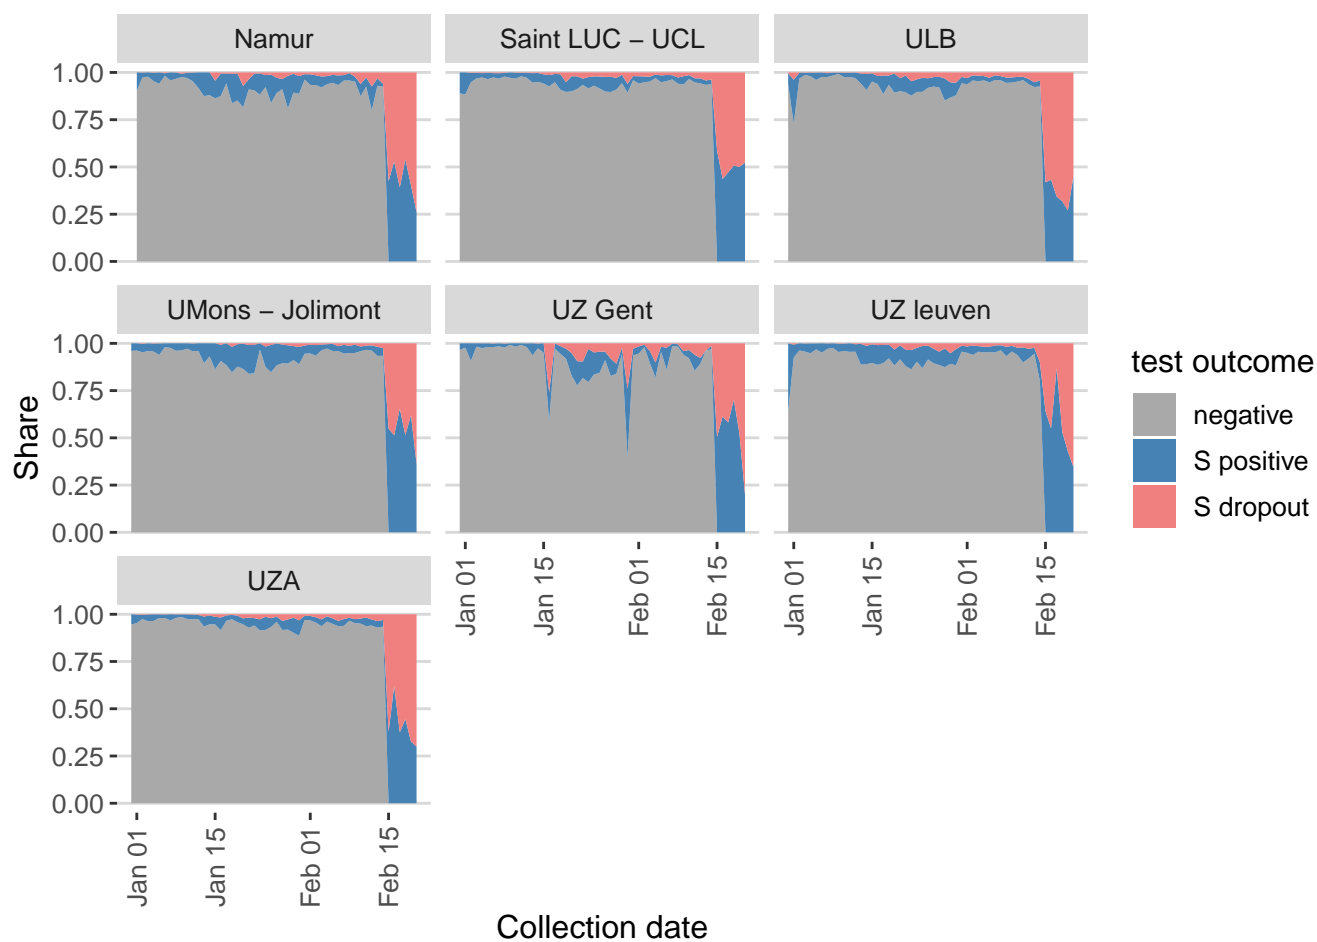 Namur
Saint LUC − UCL
ULB
1.00
0.75
0.50
0.25
0.00
UMons − Jolimont
UZ Gent
UZ leuven
1.00
0.75
0.50
0.25
0.00
Share
test outcome
negative
S positive
S dropout
Jan 01
Jan 15
Feb 01
Feb 15
Jan 01
Jan 15
Feb 01
Feb 15
UZA
1.00
0.75
0.50
0.25
0.00
Jan 01
Jan 15
Feb 01
Feb 15
Collection date